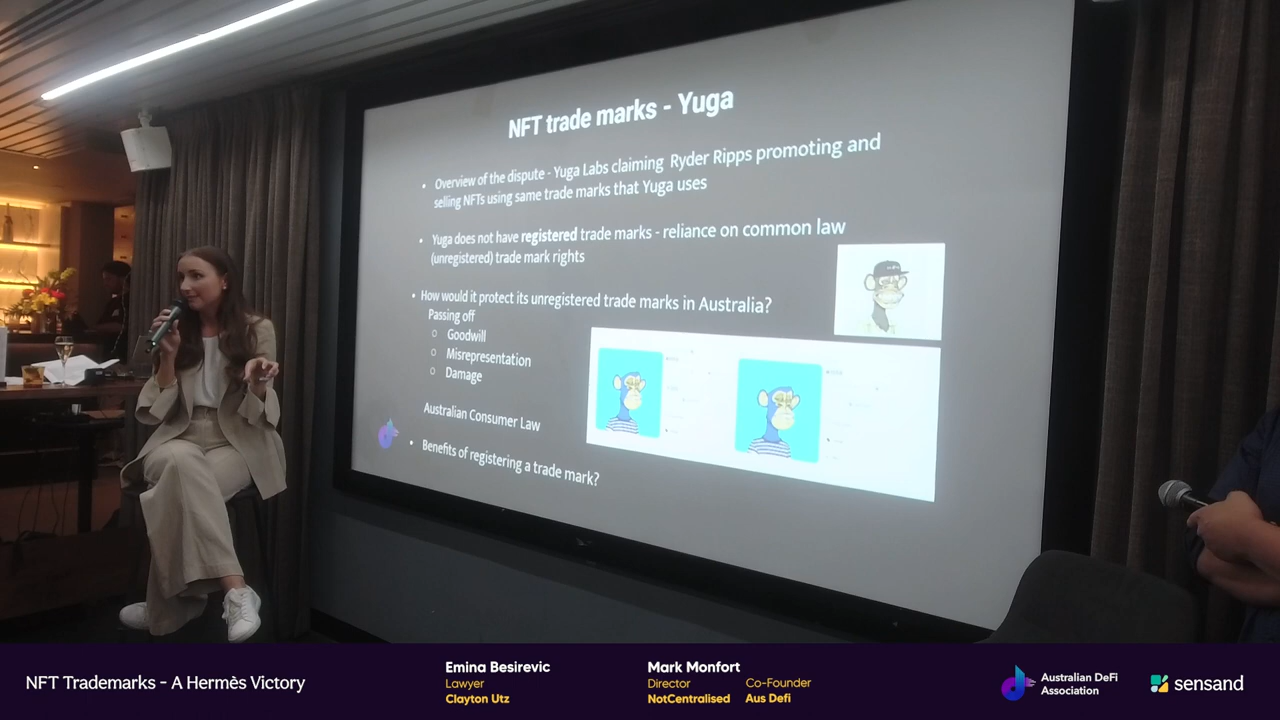 NFT trade marks - Yuga
Overview of the dispute - Yuga Labs claiming Ryder Ripps promoting and
selling NFTs using same trade marks that Yuga uses
Yuga does not have registered trade marks - reliance on common law
(unregistered) trade mark rights
How would it protect its unregistered trade marks in Australia?
Passing off
Goodwill
Misrepresentation
Damage
Australian Consumer Law
Benefits of registering a trade mark?
NFT Trademarks - A Hermès Victory
Emina Besirevic
Lawyer
Clayton Utz
Mark Monfort
Director
NotCentralised
Co-Founder
Aus Defi
Australian DeFi
Association
sensand